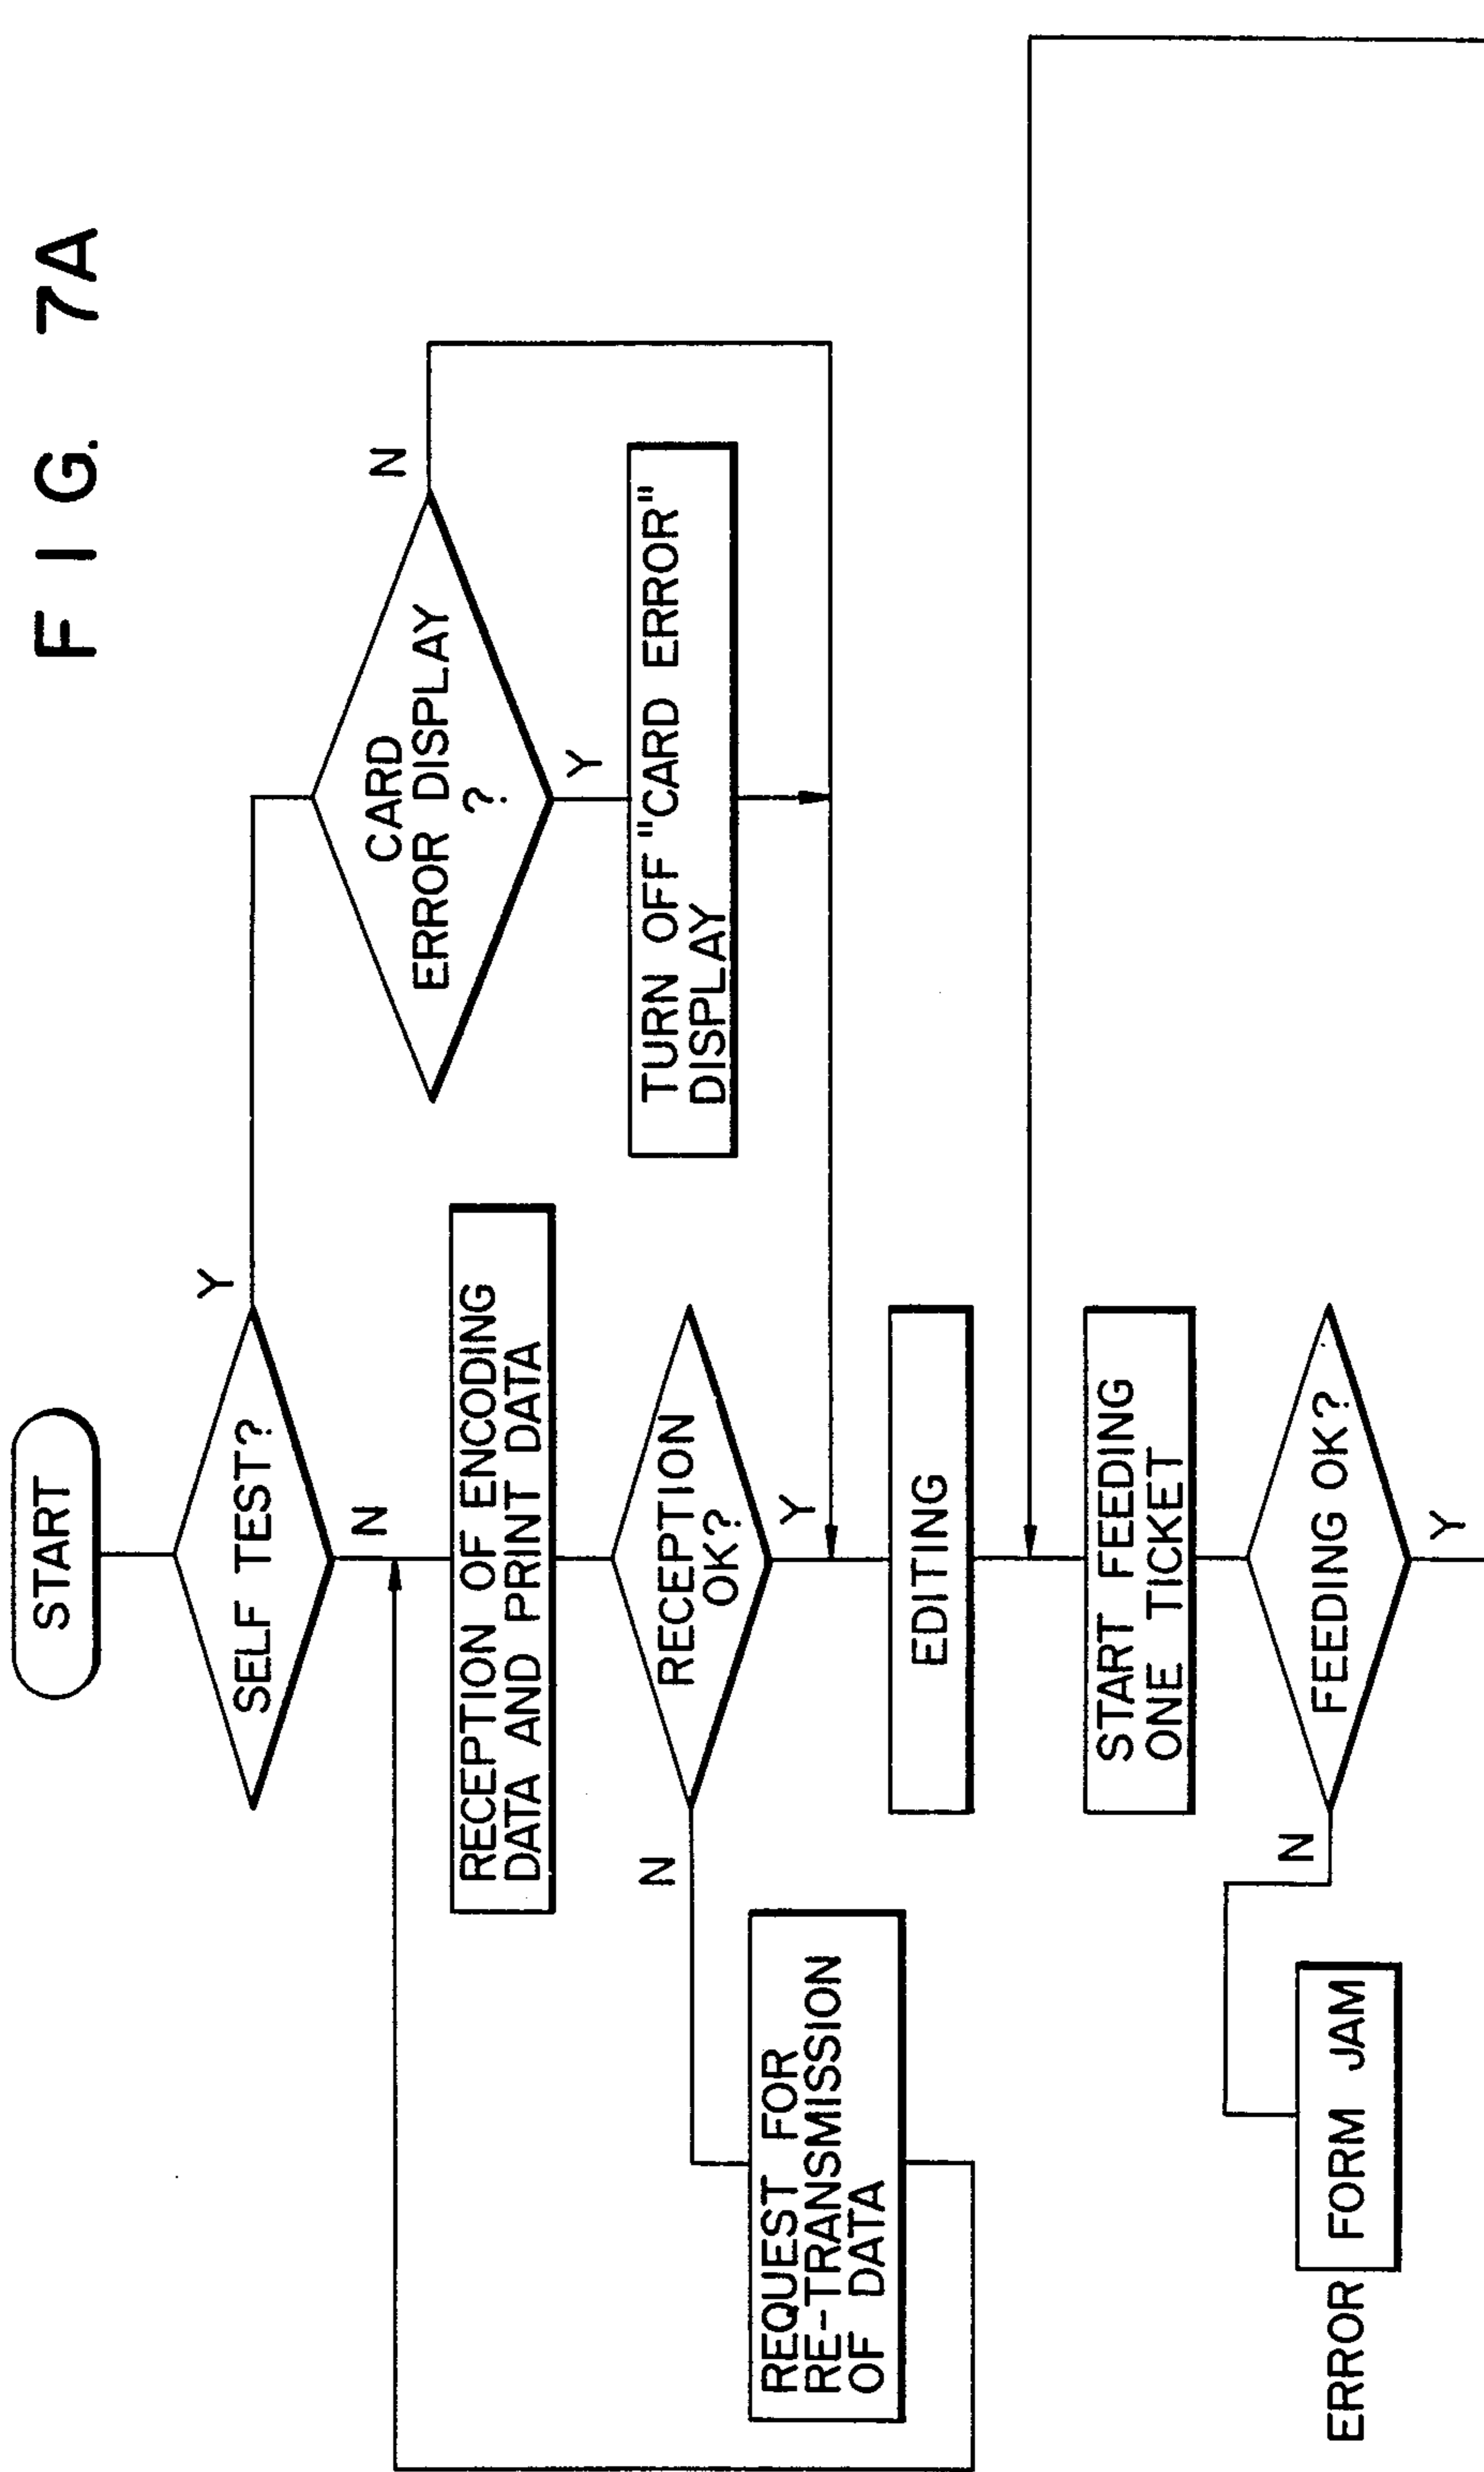 F I G. 7A
START
SELF TEST?
Y
N
CARD
ERROR DISPLAY
?
N
Y
TURN OFF "CARD ERROR"
DISPLAY
RECEPTION OF ENCODING
DATA AND PRINT DATA
RECEPTION
OK?
N
Y
REQUEST FOR
RE-TRANSMISSION
OF DATA
EDITING
START FEEDING
ONE TICKET
FEEDING OK?
N
Y
ERROR
FORM JAM